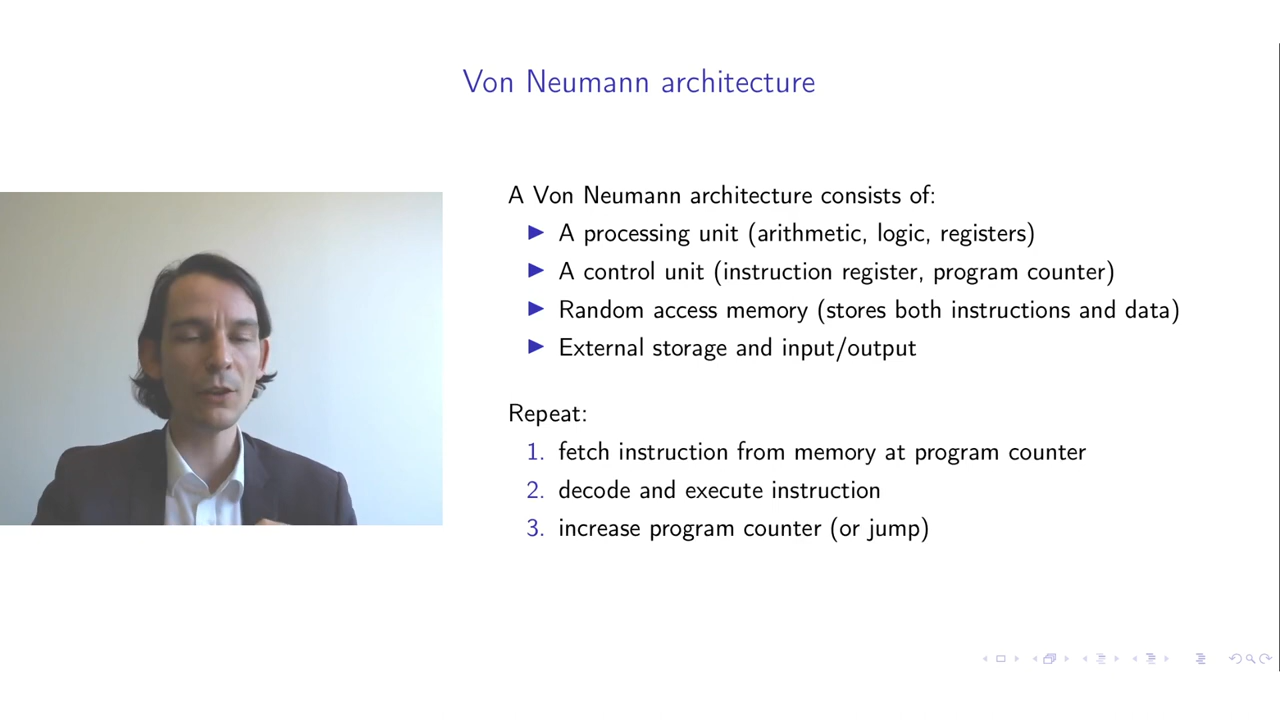 Von Neumann architecture
A Von Neumann architecture consists of:
▶ A processing unit (arithmetic, logic, registers)
▶ A control unit (instruction register, program counter)
▶ Random access memory (stores both instructions and data)
▶ External storage and input/output
Repeat:
1. fetch instruction from memory at program counter
2. decode and execute instruction
3. increase program counter (or jump)